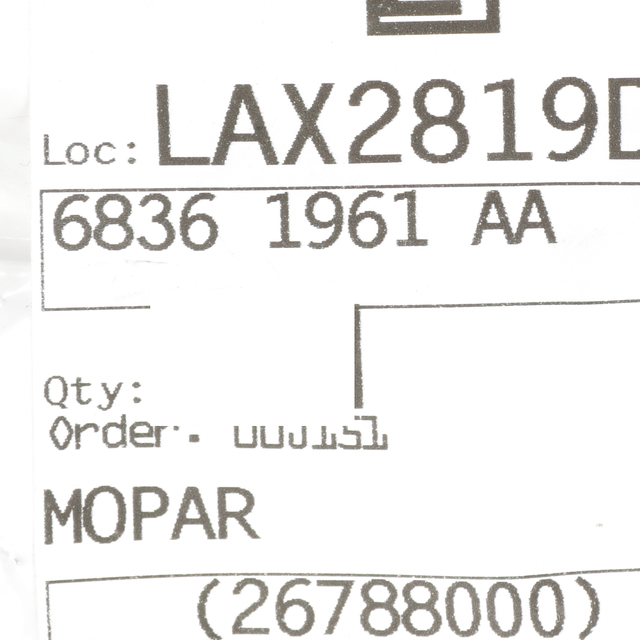 Loc: LAX2819D
6836 1961 AA
Qty:
Order:
MOPAR
(26788000)